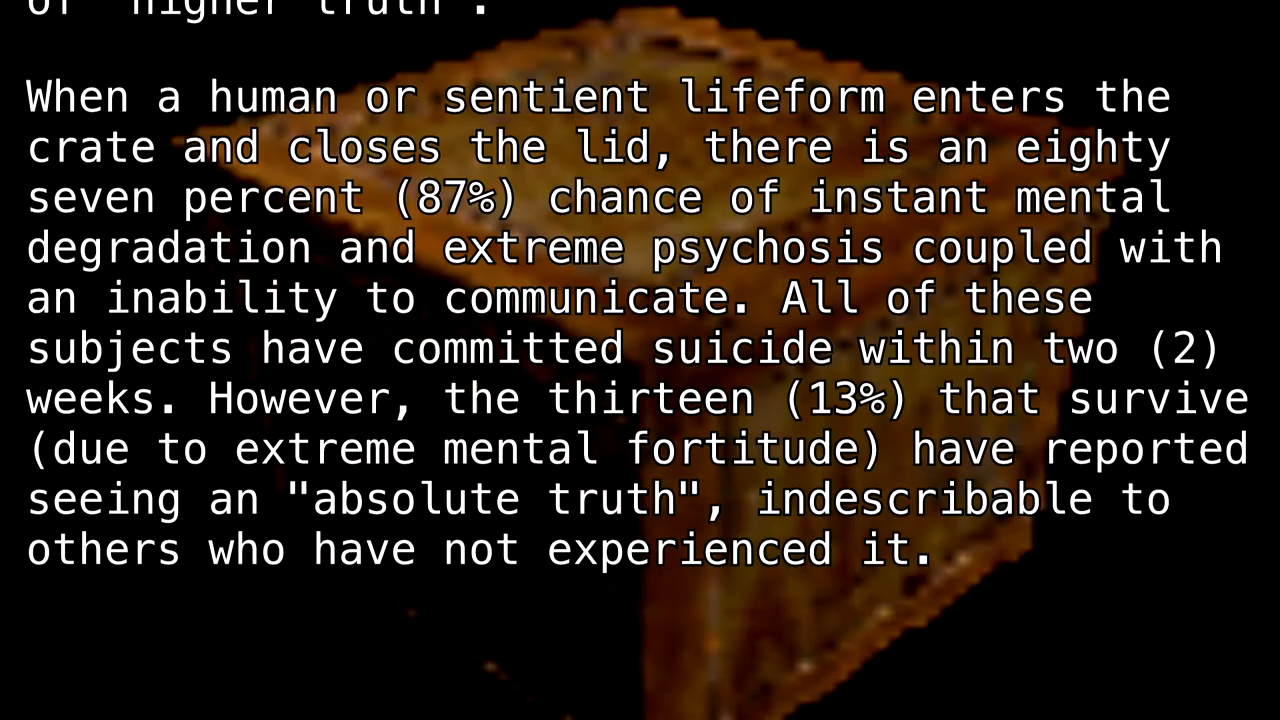 of "higher truth".
When a human or sentient lifeform enters the
crate and closes the lid, there is an eighty
seven percent (87%) chance of instant mental
degradation and extreme psychosis coupled with
an inability to communicate. All of these
subjects have committed suicide within two (2)
weeks. However, the thirteen (13%) that survive
(due to extreme mental fortitude) have reported
seeing an "absolute truth", indescribable to
others who have not experienced it.